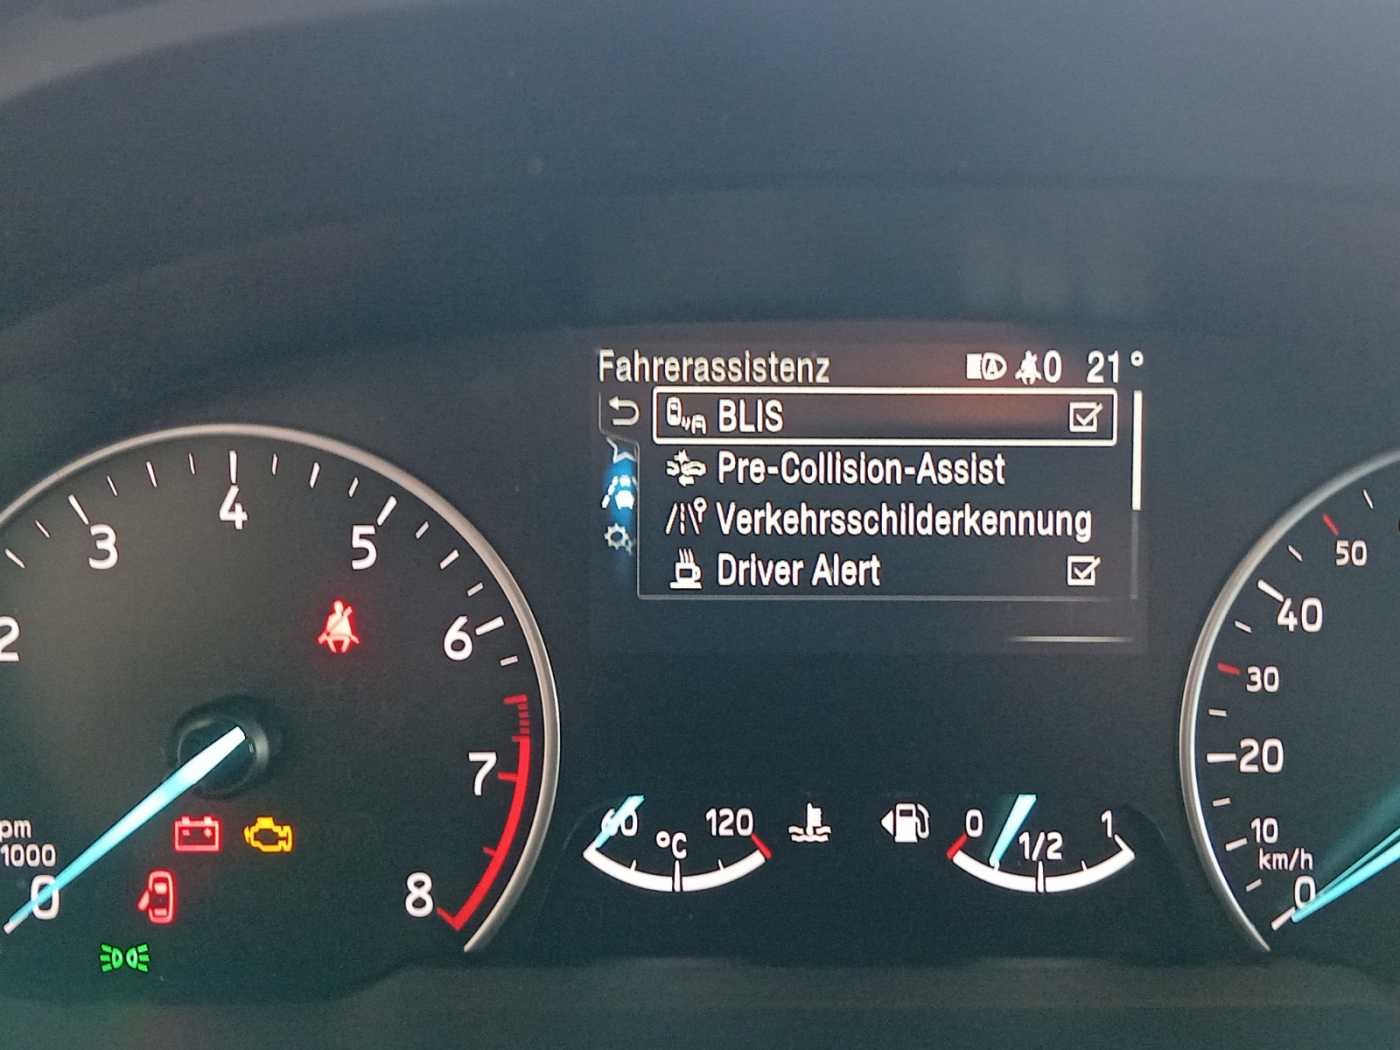 Fahrerassistenz 0 21°
BLIS
Pre-Collision-Assist
Verkehrsschilderkennung
Driver Alert
2 3 4 5 6 7 8
pm
1000
0
60 °C 120
0 1/2 1
50
40
30
20
10
km/h
0